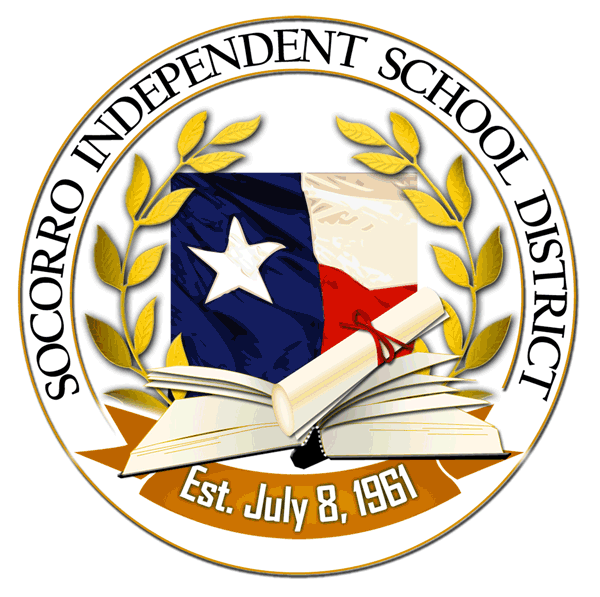 SOCORRO INDEPENDENT SCHOOL DISTRICT
Est. July 8, 1961